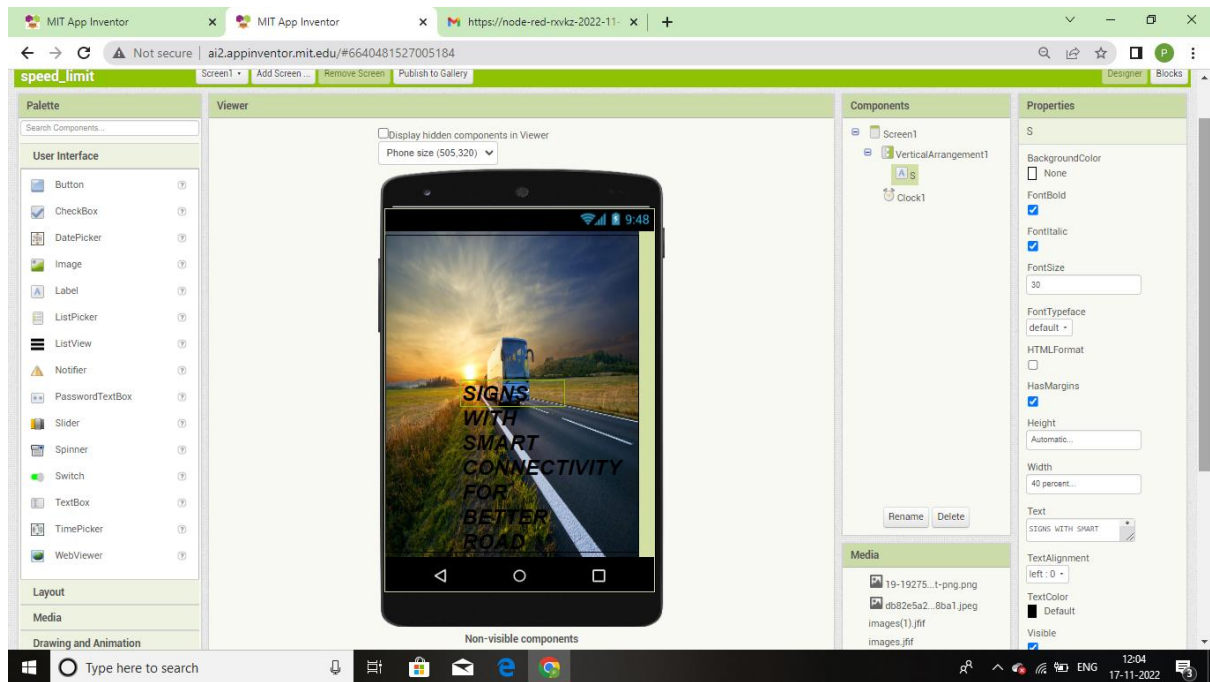 MIT App Inventor
MIT App Inventor
https://node-red-rxvkz-2022-11-
Not secure
ai2.appinventor.mit.edu/#6640481527005184
P
speed_limit
Screen1
Add Screen ...
Remove Screen
Publish to Gallery
Designer
Blocks
Palette
Search Components...
User Interface
Button
CheckBox
DatePicker
Image
Label
ListPicker
ListView
Notifier
PasswordTextBox
Slider
Spinner
Switch
TextBox
TimePicker
WebViewer
Layout
Media
Drawing and Animation
Viewer
Display hidden components in Viewer
Phone size (505,320)
9:48
SIGNS
WITH
SMART
CONNECTIVITY
FOR
BETTER
ROAD
Non-visible components
Components
Screen1
VerticalArrangement1
A S
Clock1
Rename
Delete
Media
19-19275...t-png.png
db82e5a2...8ba1.jpeg
images(1).jfif
images.jfif
Properties
S
BackgroundColor
None
FontBold
FontItalic
FontSize
30
FontTypeface
default
HTMLFormat
HasMargins
Height
Automatic...
Width
40 percent...
Text
SIGNS WITH SMART
TextAlignment
left : 0
TextColor
Default
Visible
Type here to search
ENG
12:04
17-11-2022
3